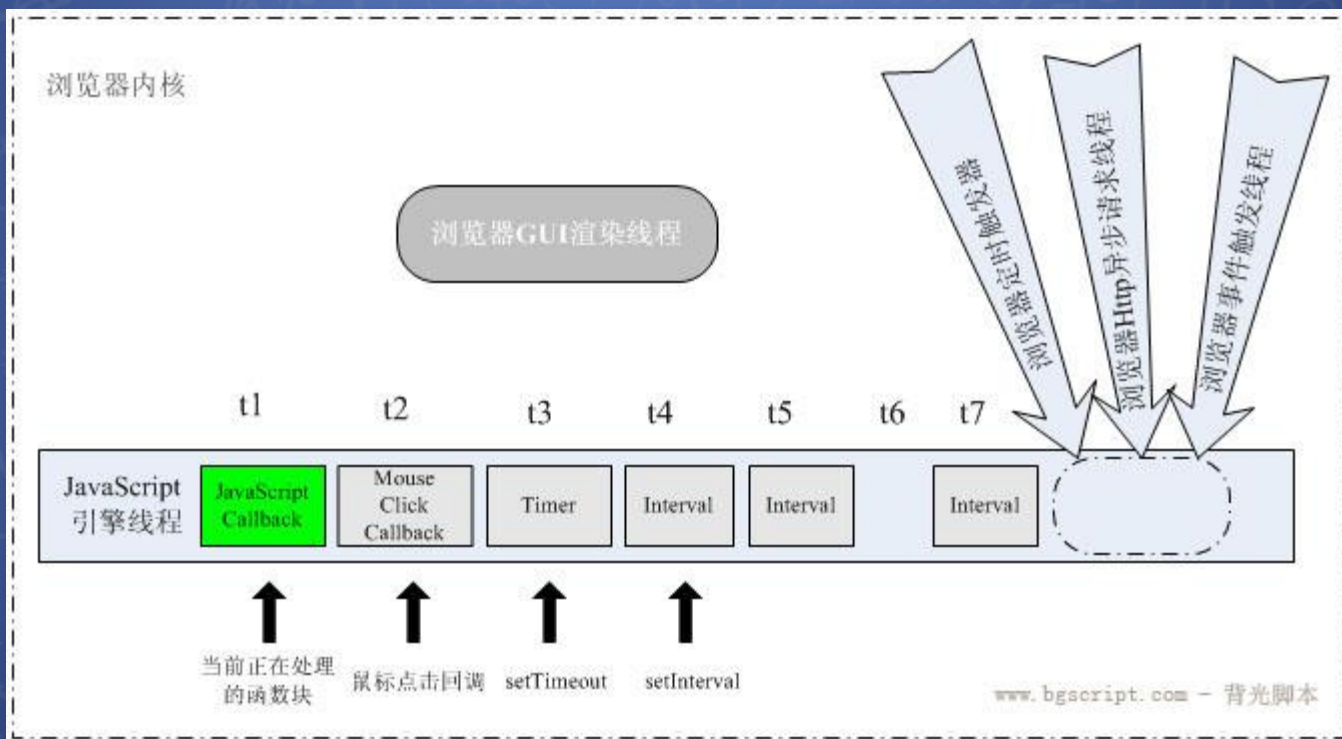 浏览器内核
浏览器GUI渲染线程
浏览器定时触发器
浏览器Http异步请求线程
浏览器事件触发线程
t1
t2
t3
t4
t5
t6
t7
JavaScript
引擎线程
JavaScript
Callback
Mouse
Click
Callback
Timer
Interval
Interval
Interval
当前正在处理
的函数块
鼠标点击回调
setTimeout
setInterval
www.bgscript.com - 背光脚本